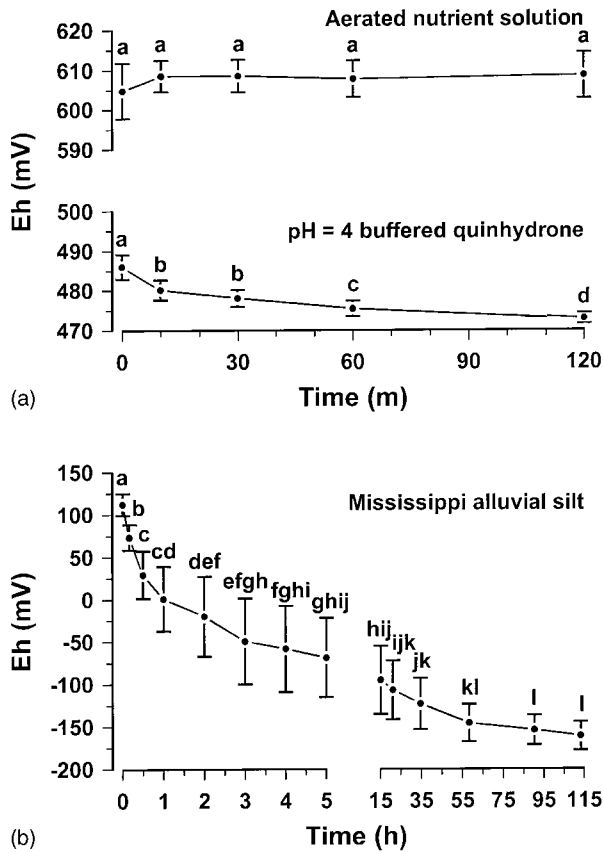 Aerated nutrient solution
620
610
600
590
a a a a a
Eh (mV)
500
490
480
470
pH = 4 buffered quinhydrone
a b b c d
0 30 60 90 120
(a)
Time (m)
150
100
50
0
-50
-100
-150
-200
Mississippi alluvial silt
a
b
c
cd
def
efgh
fghi
ghij
hij
ijk
jk
kl
l
l
Eh (mV)
0 1 2 3 4 5 15 35 55 75 95 115
(b)
Time (h)